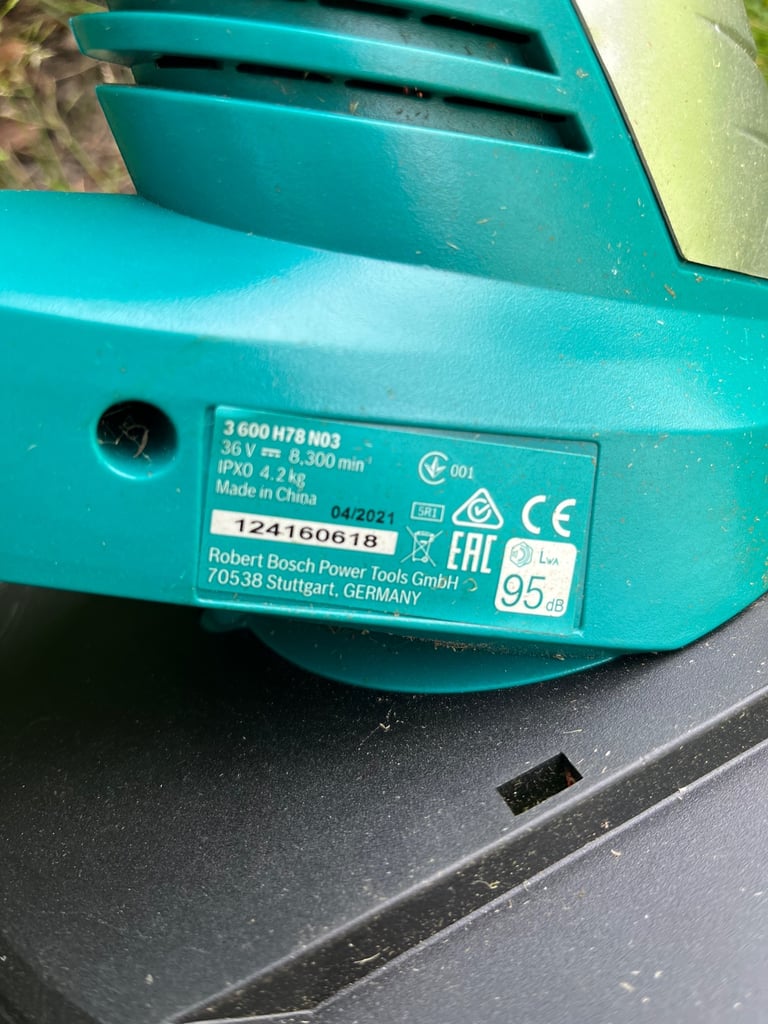 3 600 H78 N03
36 V ⎓ 8,300 min⁻¹
IPX0 4.2 kg
Made in China
001
04/2021
5R1
CE
124160618
EAC
Robert Bosch Power Tools GmbH
70538 Stuttgart, GERMANY
LWA
95 dB